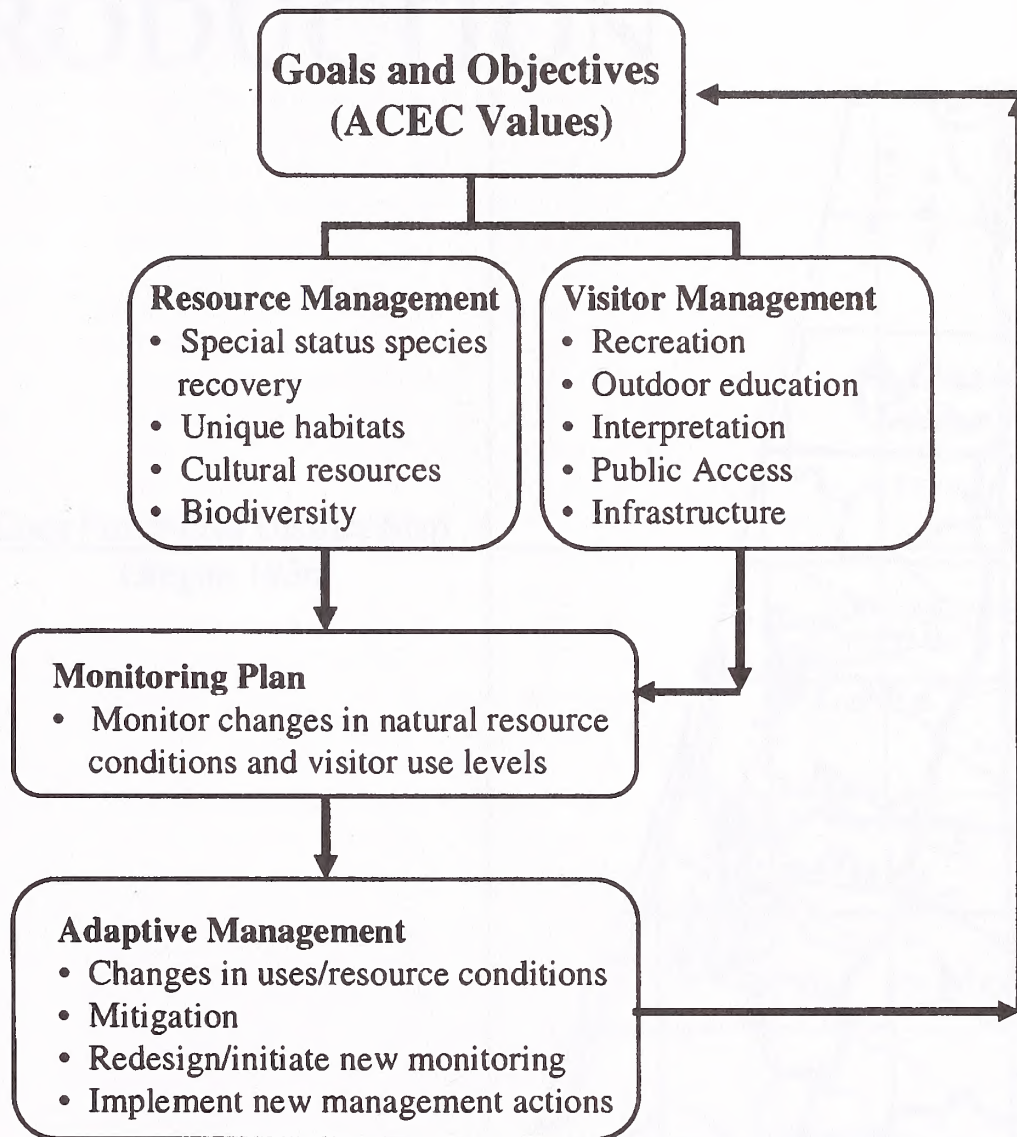 Goals and Objectives
(ACEC Values)
Resource Management
• Special status species
recovery
• Unique habitats
• Cultural resources
• Biodiversity
Visitor Management
• Recreation
• Outdoor education
• Interpretation
• Public Access
• Infrastructure
Monitoring Plan
• Monitor changes in natural resource
conditions and visitor use levels
Adaptive Management
• Changes in uses/resource conditions
• Mitigation
• Redesign/initiate new monitoring
• Implement new management actions